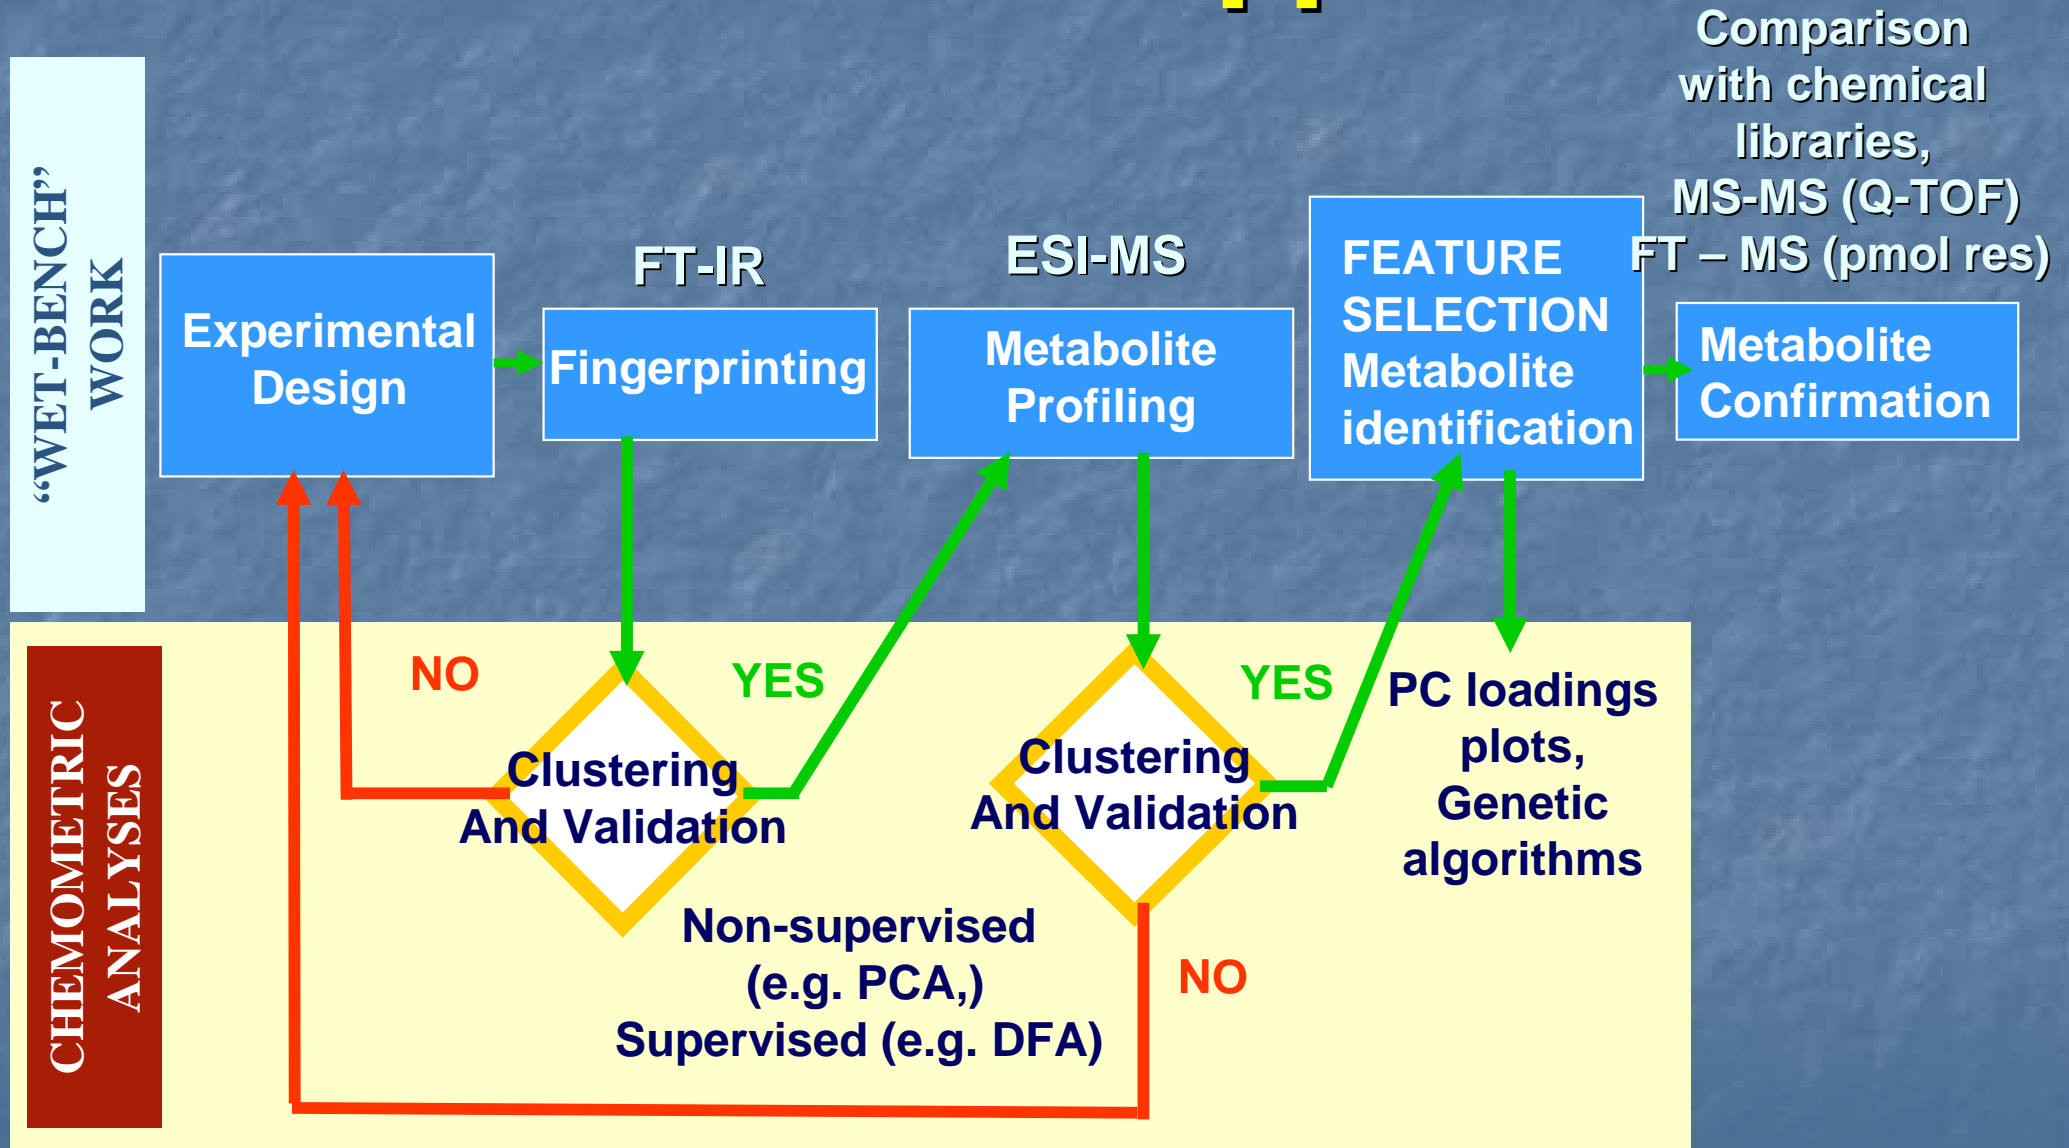 Comparison
with chemical
libraries,
MS-MS (Q-TOF)
FT – MS (pmol res)
“WET-BENCH”
WORK
Experimental
Design
FT-IR
Fingerprinting
ESI-MS
Metabolite
Profiling
FEATURE
SELECTION
Metabolite
identification
Metabolite
Confirmation
CHEMOMETRIC
ANALYSES
NO
YES
Clustering
And Validation
YES
Clustering
And Validation
NO
PC loadings
plots,
Genetic
algorithms
Non-supervised
(e.g. PCA,)
Supervised (e.g. DFA)